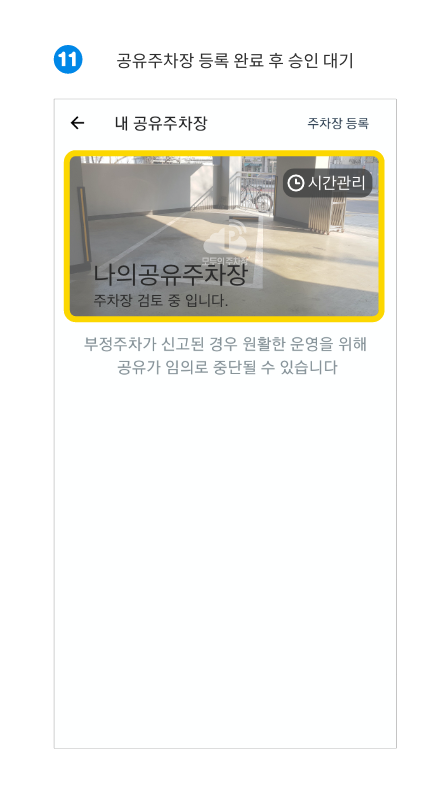 11 공유주차장 등록 완료 후 승인 대기
내 공유주차장 주차장 등록
시간관리
모두의주차장
나의공유주차장
주차장 검토 중 입니다.
부정주차가 신고된 경우 원활한 운영을 위해
공유가 임의로 중단될 수 있습니다